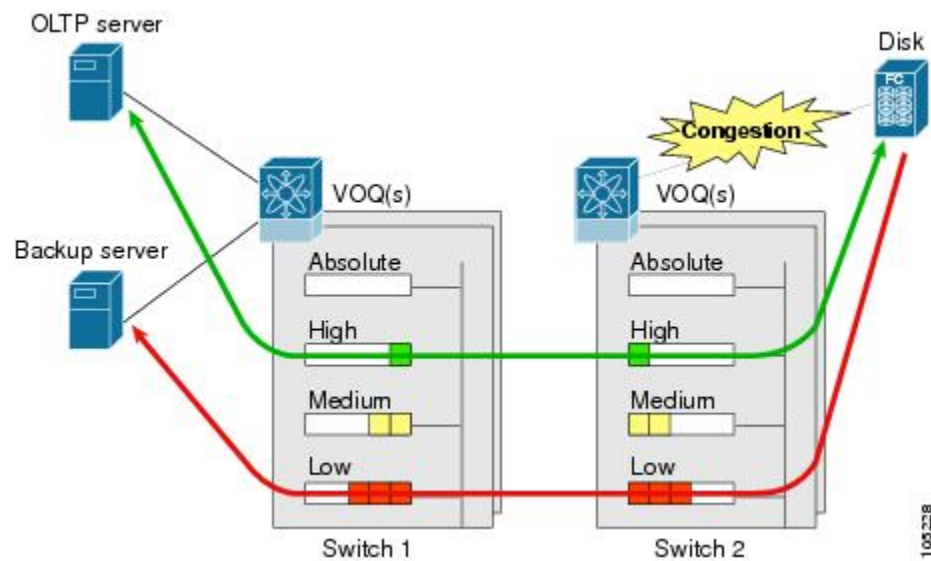 OLTP server
Disk
FC
Congestion
VOQ(s)
VOQ(s)
Backup server
Absolute
Absolute
High
High
Medium
Medium
Low
Low
Switch 1
Switch 2
105228